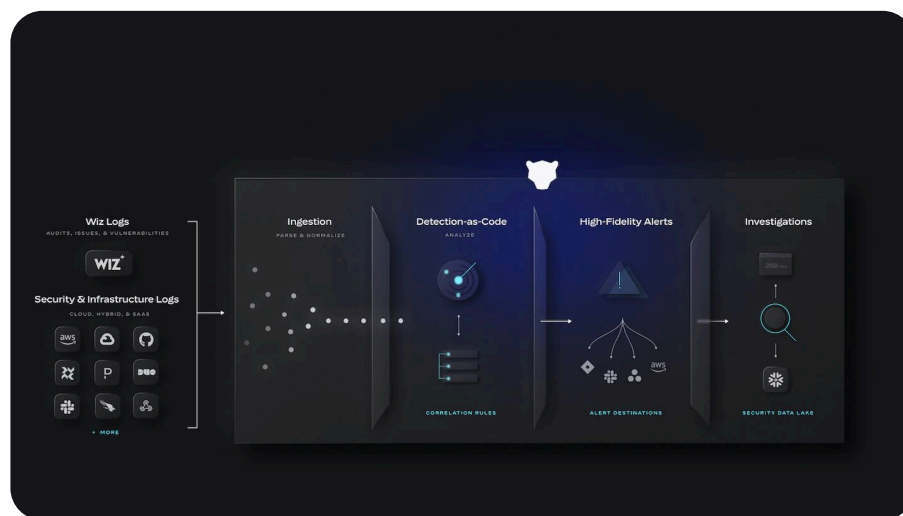 Wiz Logs
AUDITS, ISSUES, & VULNERABILITIES
WIZ
Security & Infrastructure Logs
CLOUD, HYBRID, & SAAS
aws
P
DUO
+ MORE
Ingestion
PARSE & NORMALIZE
Detection-as-Code
ANALYZE
CORRELATION RULES
High-Fidelity Alerts
aws
ALERT DESTINATIONS
Investigations
SECURITY DATA LAKE